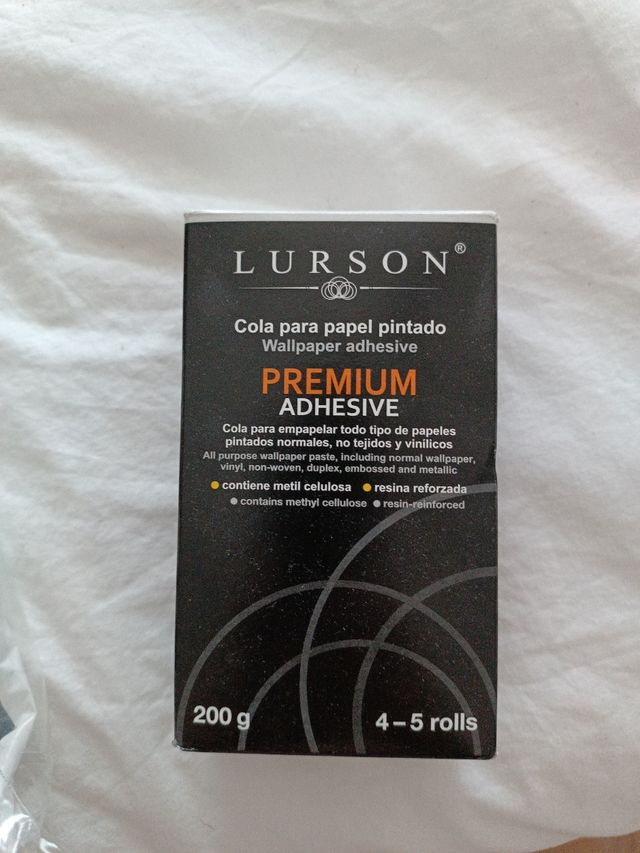 LURSON®
Cola para papel pintado
Wallpaper adhesive
PREMIUM
ADHESIVE
Cola para empapelar todo tipo de papeles
pintados normales, no tejidos y vinílicos
All purpose wallpaper paste, including normal wallpaper,
vinyl, non-woven, duplex, embossed and metallic
contiene metil celulosa resina reforzada
contains methyl cellulose resin-reinforced
200 g 4–5 rolls